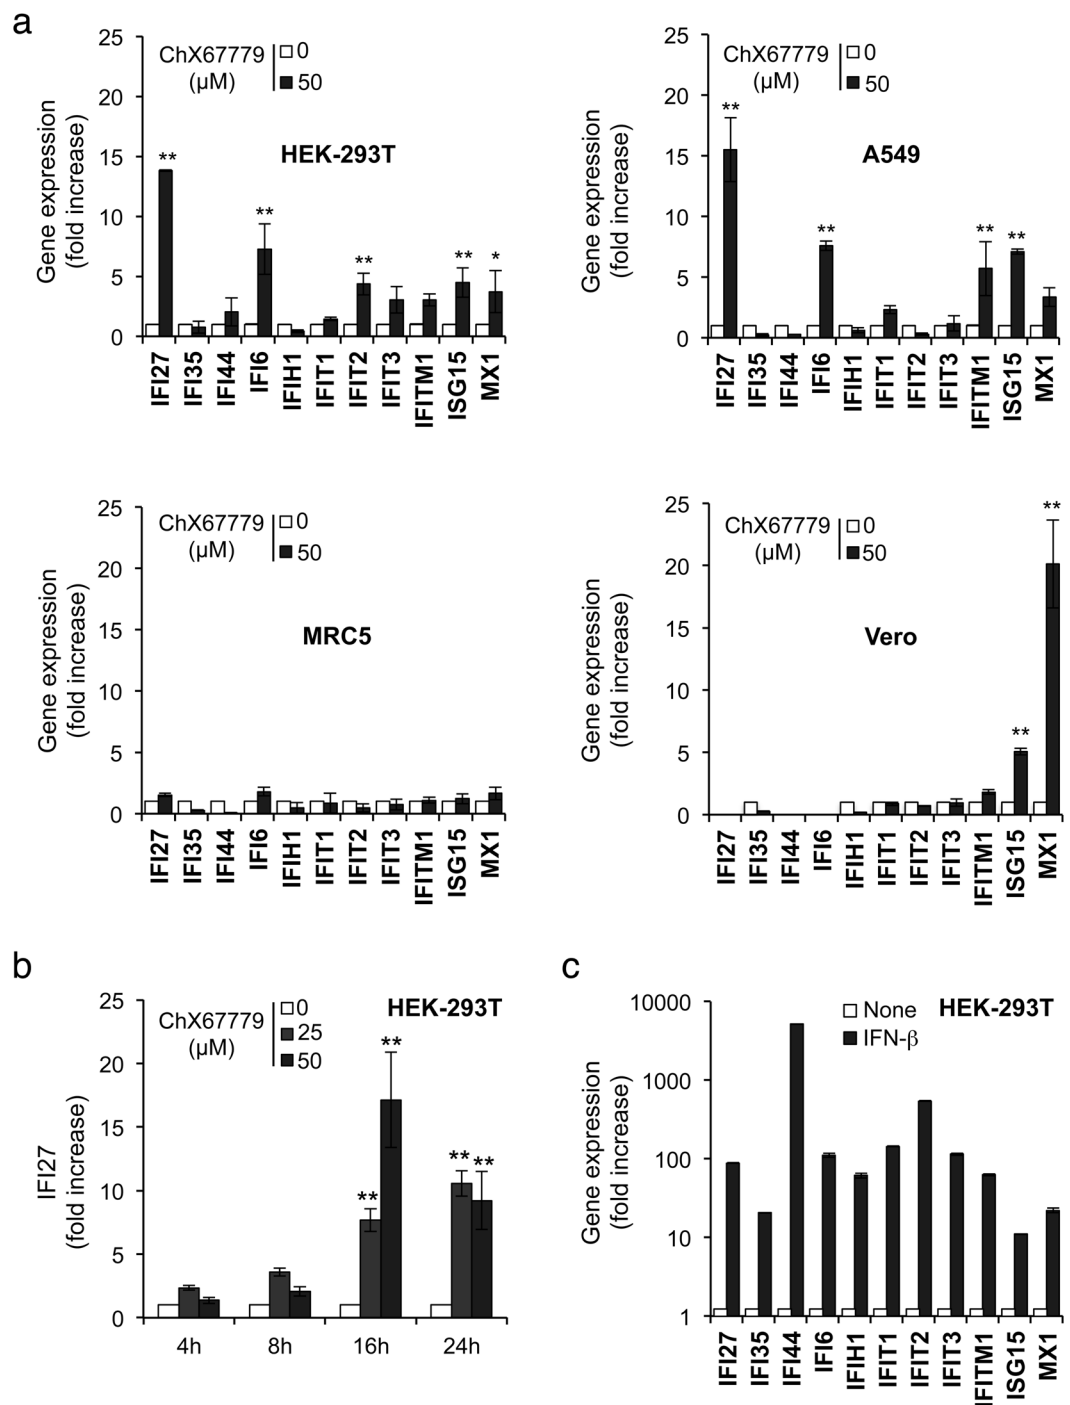 a
ChX67779
(µM)
0
50
HEK-293T
Gene expression
(fold increase)
25
20
15
10
5
0
**
**
**
**
*
IFI27
IFI35
IFI44
IFI6
IFIH1
IFIT1
IFIT2
IFIT3
IFITM1
ISG15
MX1
ChX67779
(µM)
0
50
A549
Gene expression
(fold increase)
25
20
15
10
5
0
**
**
**
**
IFI27
IFI35
IFI44
IFI6
IFIH1
IFIT1
IFIT2
IFIT3
IFITM1
ISG15
MX1
ChX67779
(µM)
0
50
MRC5
Gene expression
(fold increase)
25
20
15
10
5
0
IFI27
IFI35
IFI44
IFI6
IFIH1
IFIT1
IFIT2
IFIT3
IFITM1
ISG15
MX1
ChX67779
(µM)
0
50
Vero
Gene expression
(fold increase)
25
20
15
10
5
0
**
**
IFI27
IFI35
IFI44
IFI6
IFIH1
IFIT1
IFIT2
IFIT3
IFITM1
ISG15
MX1
b
ChX67779
(µM)
0
25
50
HEK-293T
IFI27
(fold increase)
25
20
15
10
5
0
**
**
**
**
4h
8h
16h
24h
c
None
IFN-β
HEK-293T
Gene expression
(fold increase)
10000
1000
100
10
1
IFI27
IFI35
IFI44
IFI6
IFIH1
IFIT1
IFIT2
IFIT3
IFITM1
ISG15
MX1